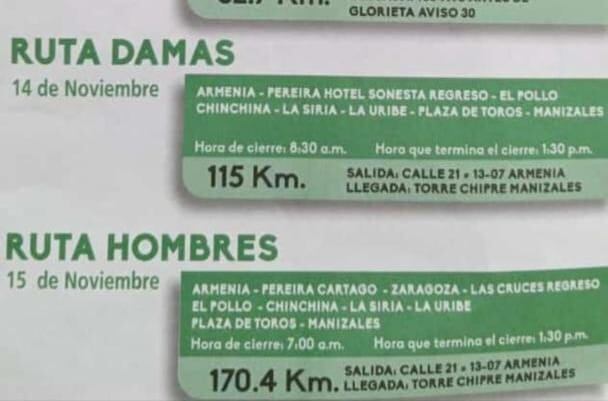 GLORIETA AVISO 30
RUTA DAMAS
14 de Noviembre
ARMENIA - PEREIRA HOTEL SONESTA REGRESO - EL POLLO
CHINCHINA - LA SIRIA - LA URIBE - PLAZA DE TOROS - MANIZALES
Hora de cierre: 8:30 a.m. Hora que termina el cierre: 1:30 p.m.
115 Km. SALIDA: CALLE 21 # 13-07 ARMENIA
LLEGADA: TORRE CHIPRE MANIZALES
RUTA HOMBRES
15 de Noviembre
ARMENIA - PEREIRA CARTAGO - ZARAGOZA - LAS CRUCES REGRESO
EL POLLO - CHINCHINA - LA SIRIA - LA URIBE
PLAZA DE TOROS - MANIZALES
Hora de cierre: 7:00 a.m. Hora que termina el cierre: 1:30 p.m.
170.4 Km. SALIDA: CALLE 21 # 13-07 ARMENIA
LLEGADA: TORRE CHIPRE MANIZALES